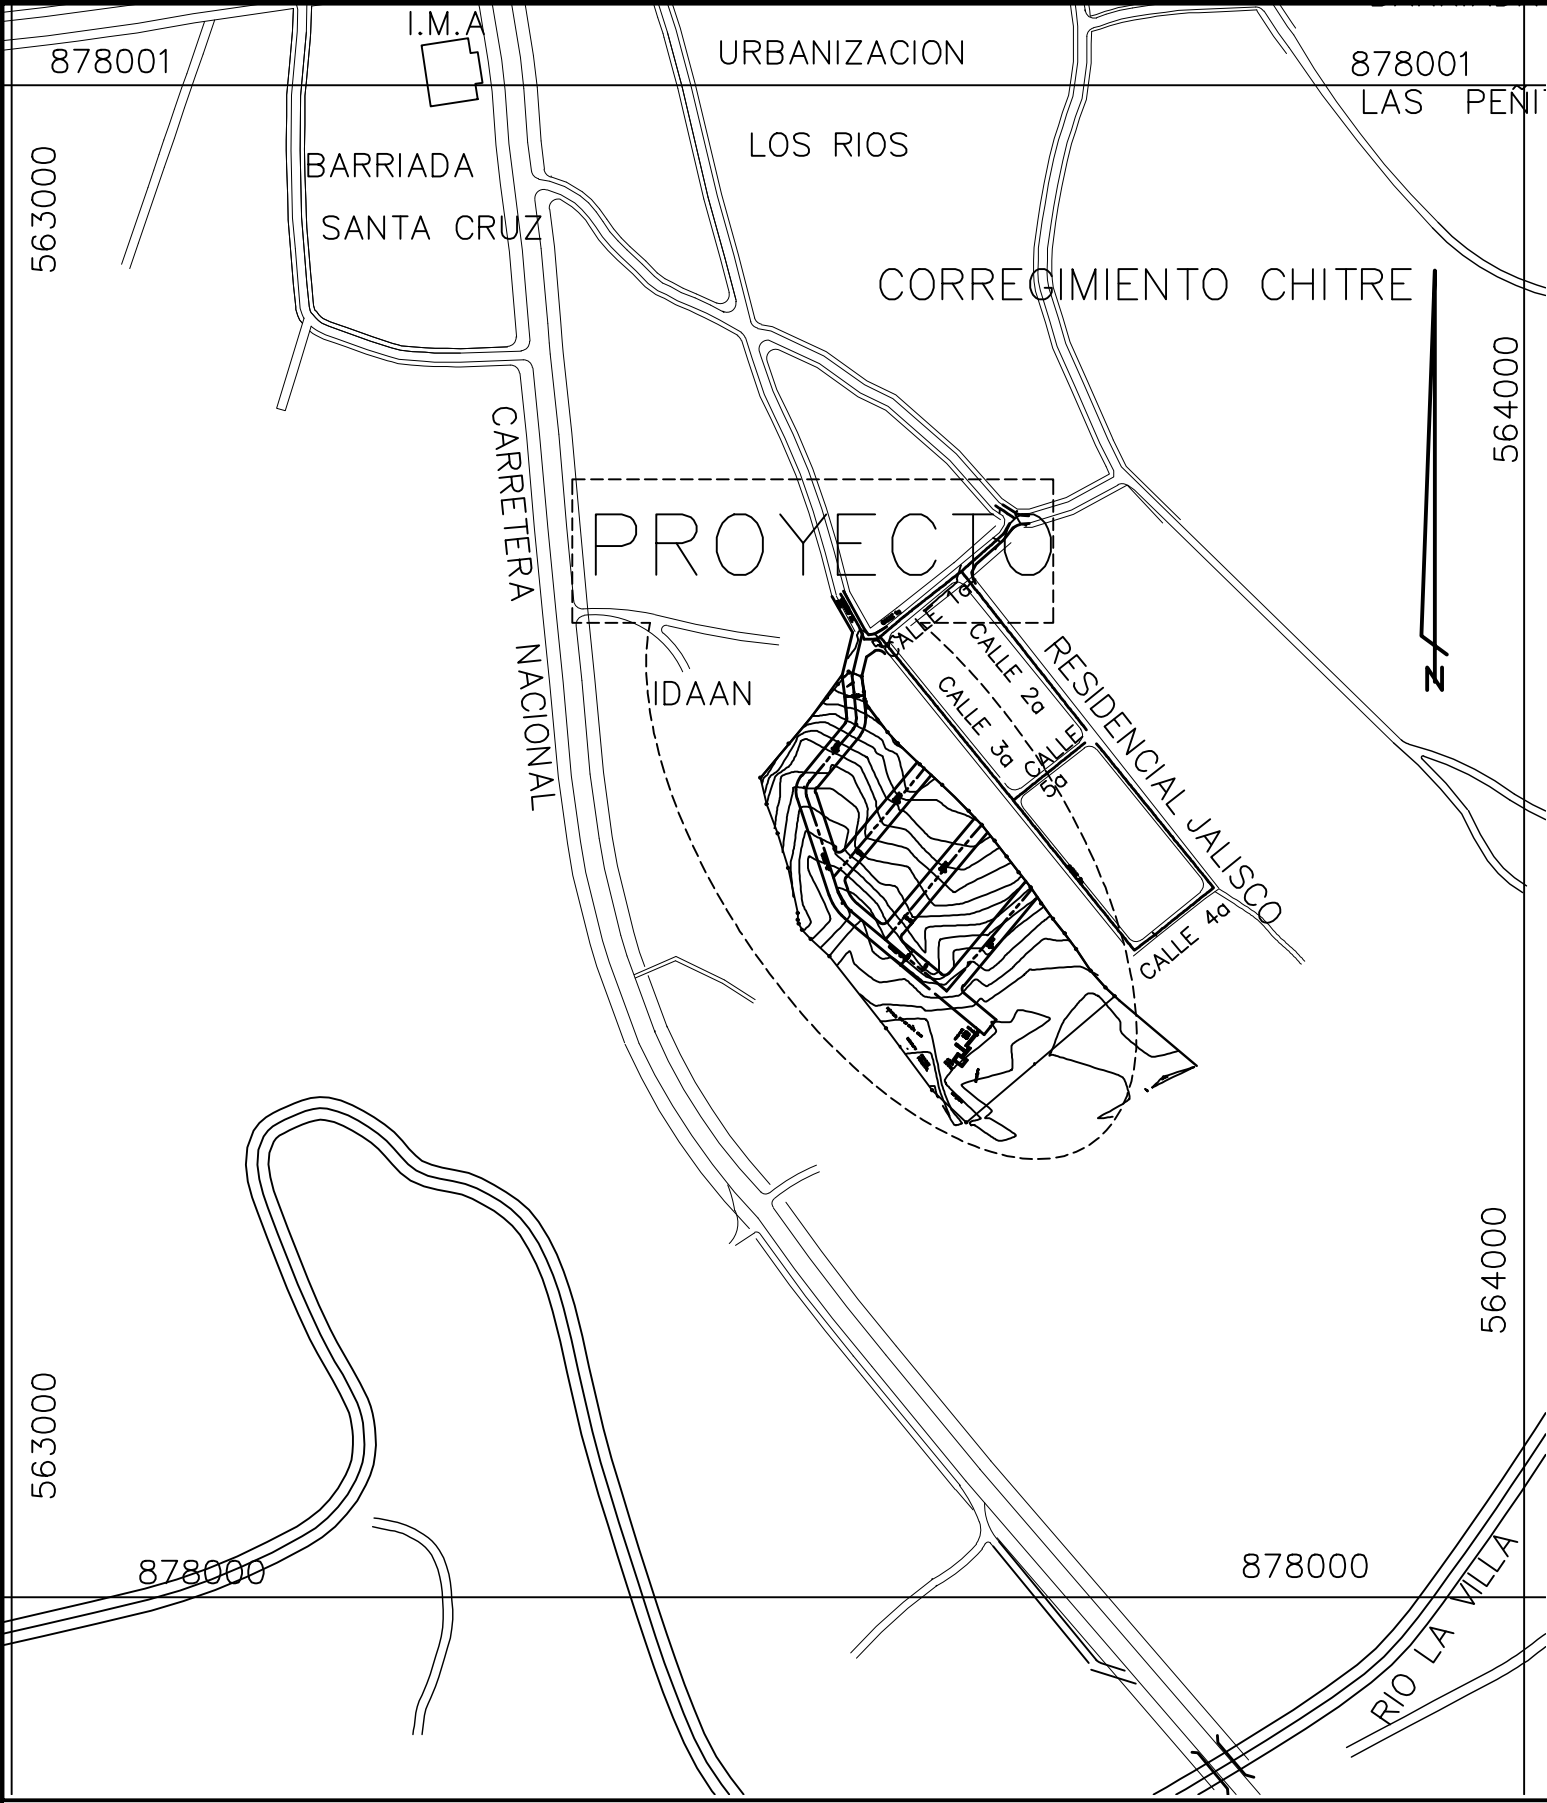 I.M.A
URBANIZACION
878001
878001
LAS PEÑIT
LOS RIOS
563000
BARRIADA
SANTA CRUZ
CORREGIMIENTO CHITRE
564000
CARRETERA NACIONAL
PROYECTO
CALLE 1a
CALLE 2a
RESIDENCIAL JALISCO
IDAAN
N
CALLE 3a
CALLE
5a
CALLE 4a
564000
563000
878000
878000
RIO LA VILLA